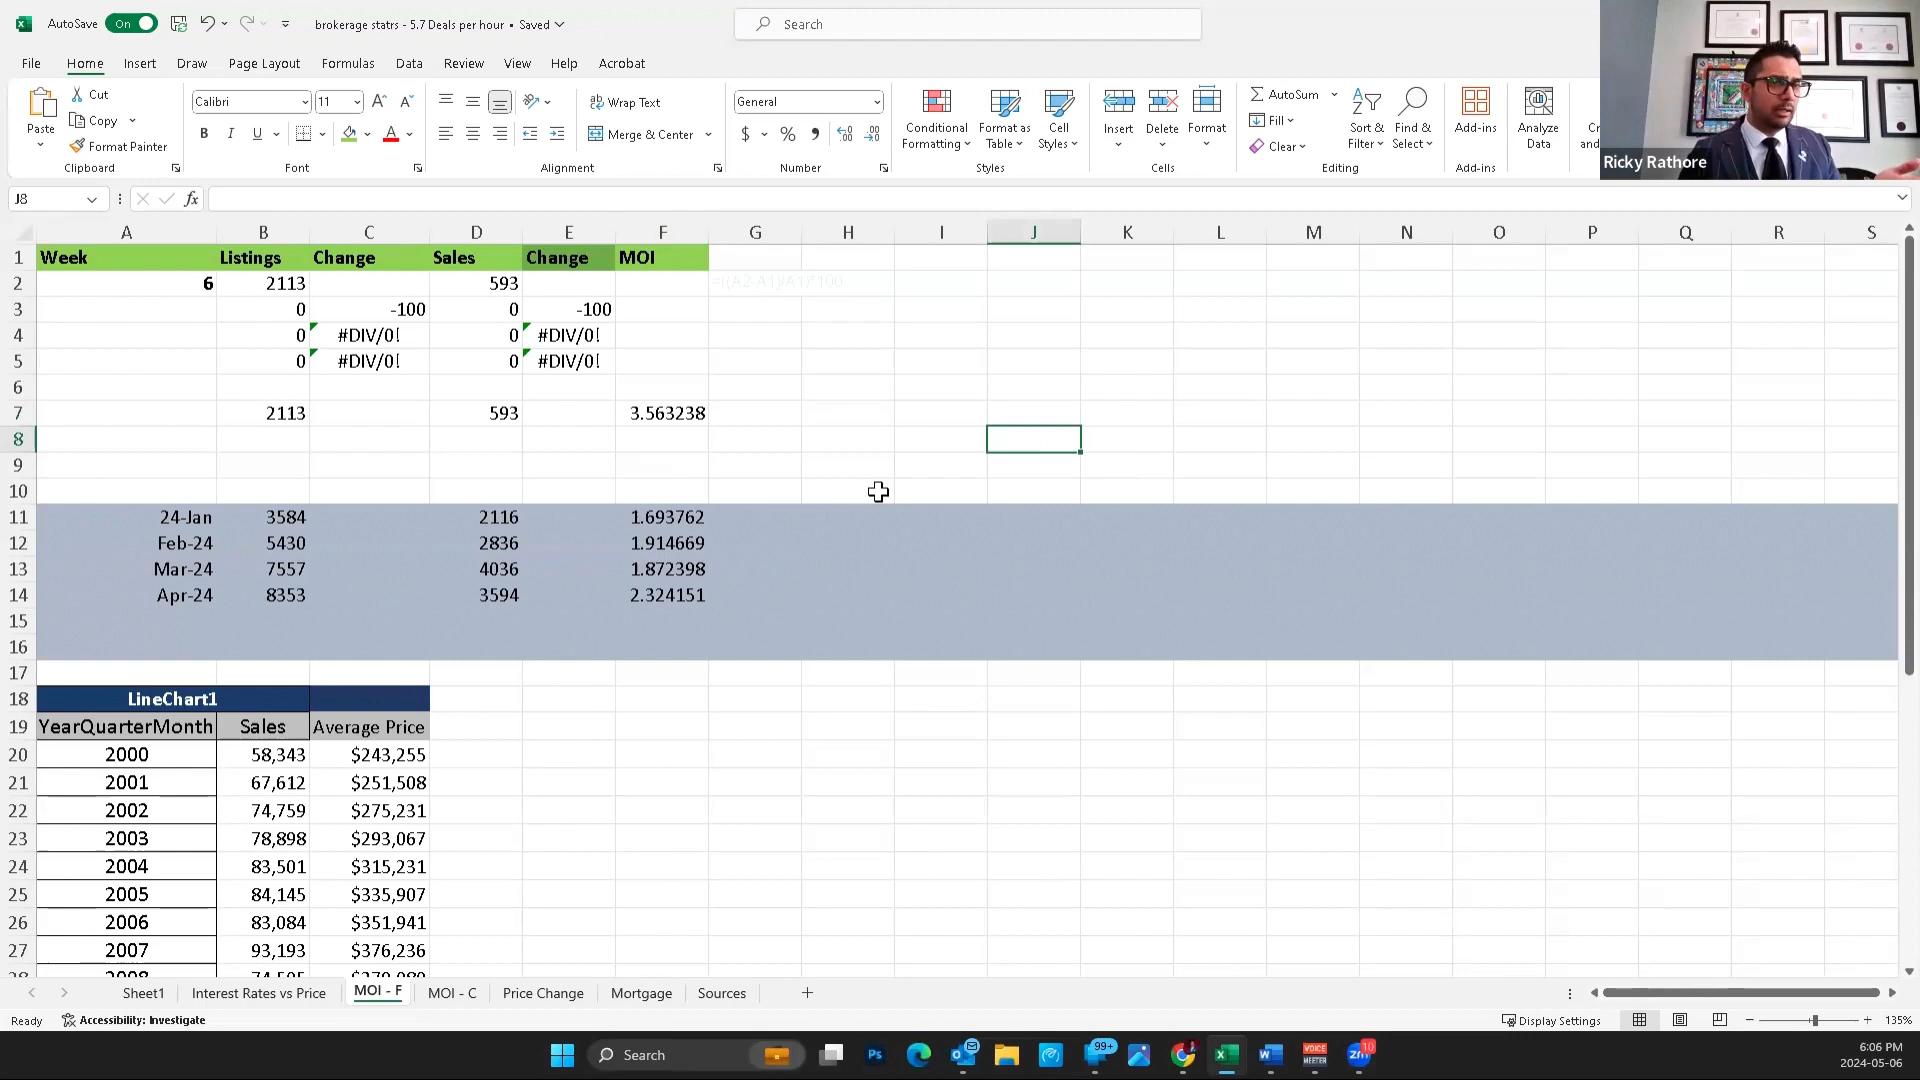 AutoSave On brokerage statrs - 5.7 Deals per hour • Saved Search
File Home Insert Draw Page Layout Formulas Data Review View Help Acrobat
Paste Cut Copy Format Painter Clipboard
Calibri 11 B I U Font
Wrap Text Merge & Center Alignment
General $ % Number
Conditional Formatting Format as Table Cell Styles Styles
Insert Delete Format Cells
AutoSum Fill Clear Sort & Filter Find & Select Editing
Add-ins Add-ins
Analyze Data
Ricky Rathore
J8 fx
A B C D E F G H I J K L M N O P Q R S
1 Week Listings Change Sales Change MOI
2 6 2113 593 =((A2-A1)/A1)*100
3 0 -100 0 -100
4 0 #DIV/0! 0 #DIV/0!
5 0 #DIV/0! 0 #DIV/0!
6
7 2113 593 3.563238
8
9
10
11 24-Jan 3584 2116 1.693762
12 Feb-24 5430 2836 1.914669
13 Mar-24 7557 4036 1.872398
14 Apr-24 8353 3594 2.324151
15
16
17
18 LineChart1
19 YearQuarterMonth Sales Average Price
20 2000 58,343 $243,255
21 2001 67,612 $251,508
22 2002 74,759 $275,231
23 2003 78,898 $293,067
24 2004 83,501 $315,231
25 2005 84,145 $335,907
26 2006 83,084 $351,941
27 2007 93,193 $376,236
Sheet1 Interest Rates vs Price MOI - F MOI - C Price Change Mortgage Sources
Ready Accessibility: Investigate Display Settings 135%
Search 99+ VOICE MEETER zm 10 6:06 PM
2024-05-06